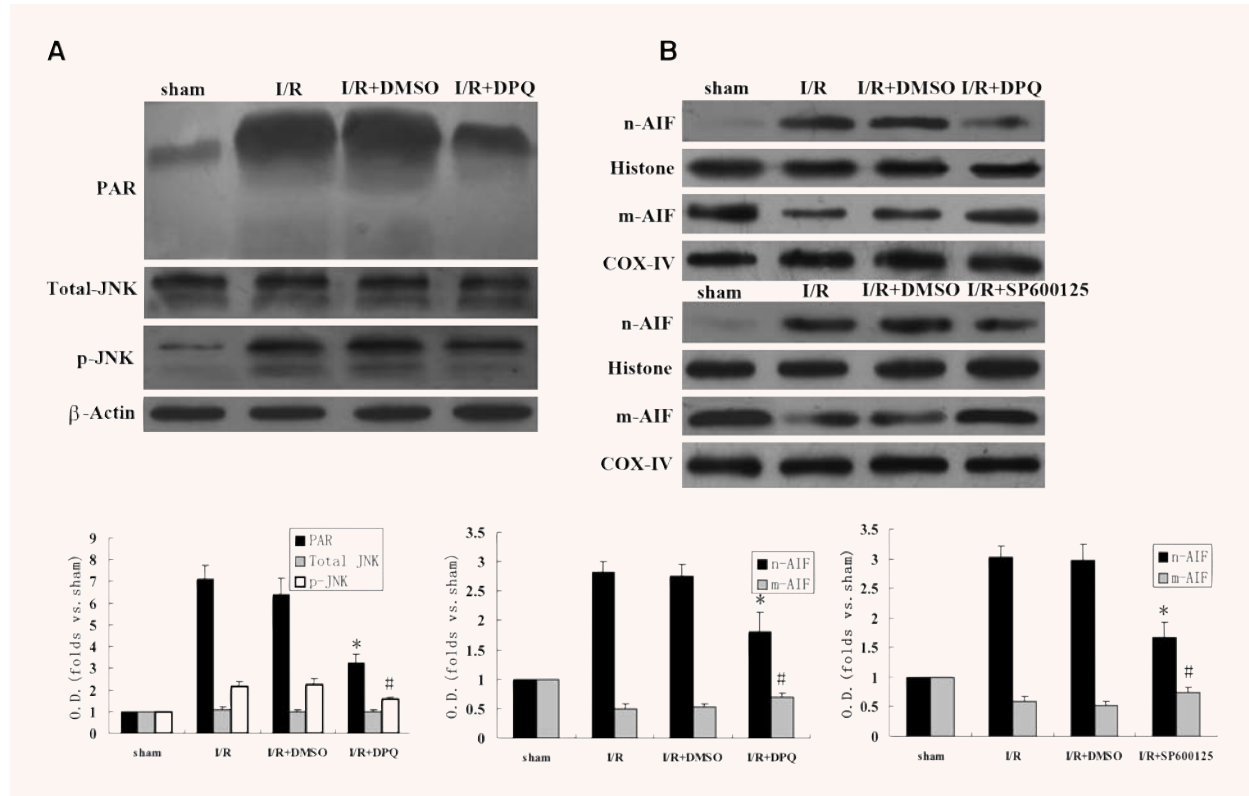 A
sham I/R I/R+DMSO I/R+DPQ
PAR
Total-JNK
p-JNK
β-Actin
B
sham I/R I/R+DMSO I/R+DPQ
n-AIF
Histone
m-AIF
COX-IV
sham I/R I/R+DMSO I/R+SP600125
n-AIF
Histone
m-AIF
COX-IV
O.D.(folds vs.sham)
9
8
7
6
5
4
3
2
1
0
PAR
Total JNK
p-JNK
*
#
sham I/R I/R+DMSO I/R+DPQ
O.D.(folds vs.sham)
3.5
3
2.5
2
1.5
1
0.5
0
n-AIF
m-AIF
*
#
sham I/R I/R+DMSO I/R+DPQ
O.D.(folds vs.sham)
3.5
3
2.5
2
1.5
1
0.5
0
n-AIF
m-AIF
*
#
sham I/R I/R+DMSO I/R+SP600125